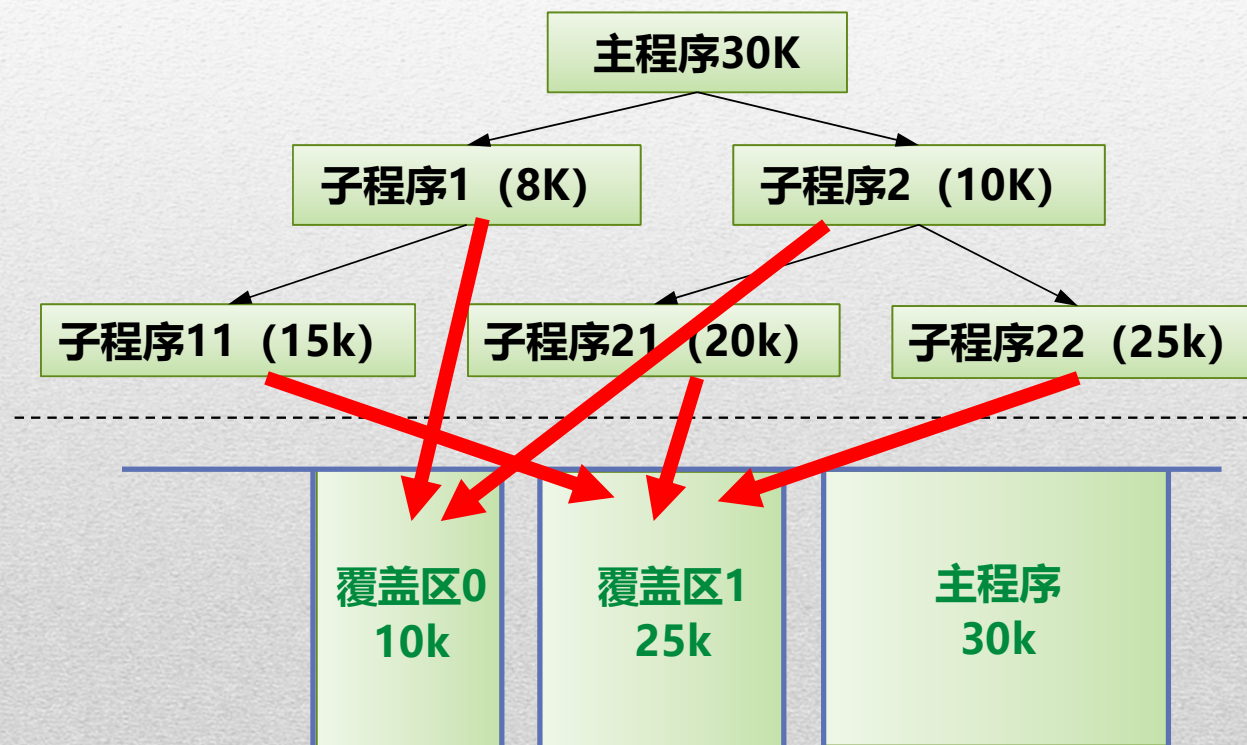 主程序30K
子程序1（8K）
子程序2（10K）
子程序11（15k）
子程序21（20k）
子程序22（25k）
覆盖区0
10k
覆盖区1
25k
主程序
30k